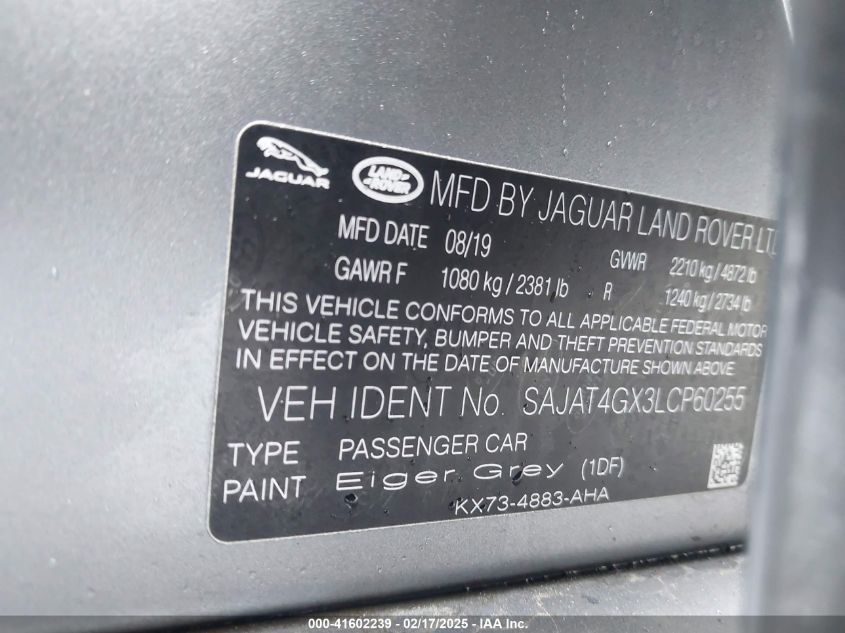 JAGUAR
LAND ROVER
MFD BY JAGUAR LAND ROVER LTD
MFD DATE 08/19 GVWR 2210 kg / 4872 lb
GAWR F 1080 kg / 2381 lb R 1240 kg / 2734 lb
THIS VEHICLE CONFORMS TO ALL APPLICABLE FEDERAL MOTOR
VEHICLE SAFETY, BUMPER AND THEFT PREVENTION STANDARDS
IN EFFECT ON THE DATE OF MANUFACTURE SHOWN ABOVE.
VEH IDENT No. SAJAT4GX3LCP60255
TYPE PASSENGER CAR
PAINT Eiger Grey (1DF)
KX73-4883-AHA
000-41602239 - 02/17/2025 - IAA Inc.